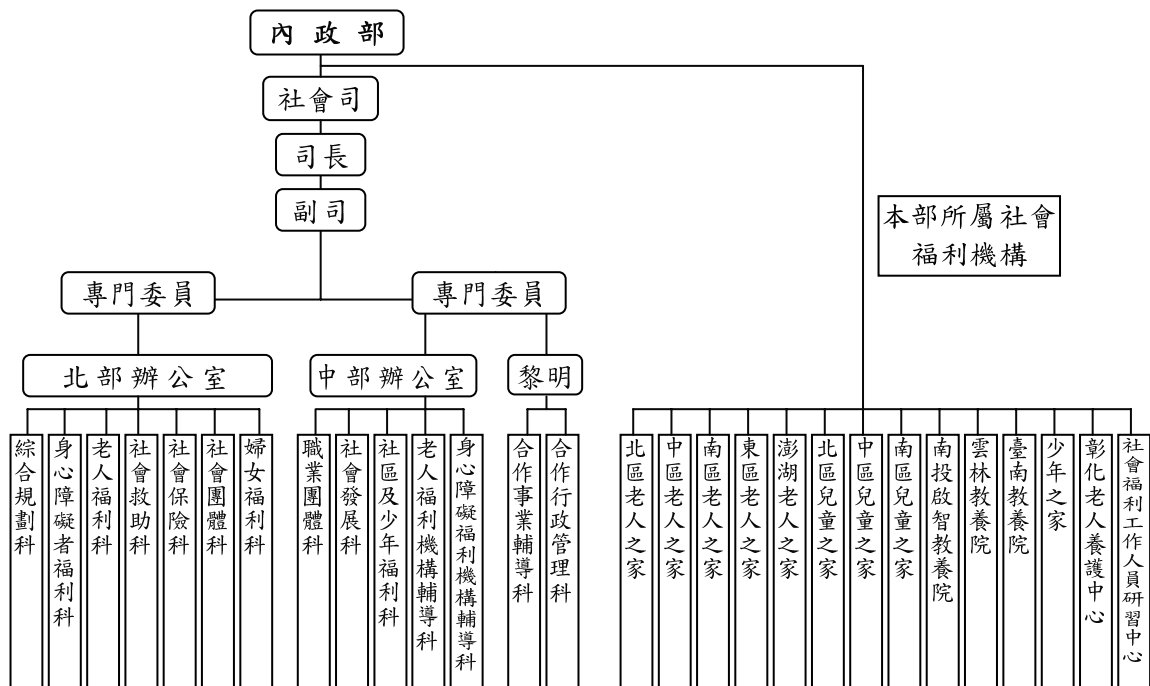 內政部
社會司
司長
副司
本部所屬社會
福利機構
專門委員
專門委員
北部辦公室
中部辦公室
黎明
綜合規劃科
身心障礙者福利科
老人福利科
社會救助科
社會保險科
社會團體科
婦女福利科
職業團體科
社會發展科
社區及少年福利科
老人福利機構輔導科
身心障礙福利機構輔導科
合作事業輔導科
合作行政管理科
北區老人之家
中區老人之家
南區老人之家
東區老人之家
澎湖老人之家
北區兒童之家
中區兒童之家
南區兒童之家
南投啟智教養院
雲林教養院
臺南教養院
少年之家
彰化老人養護中心
社會福利工作人員研習中心